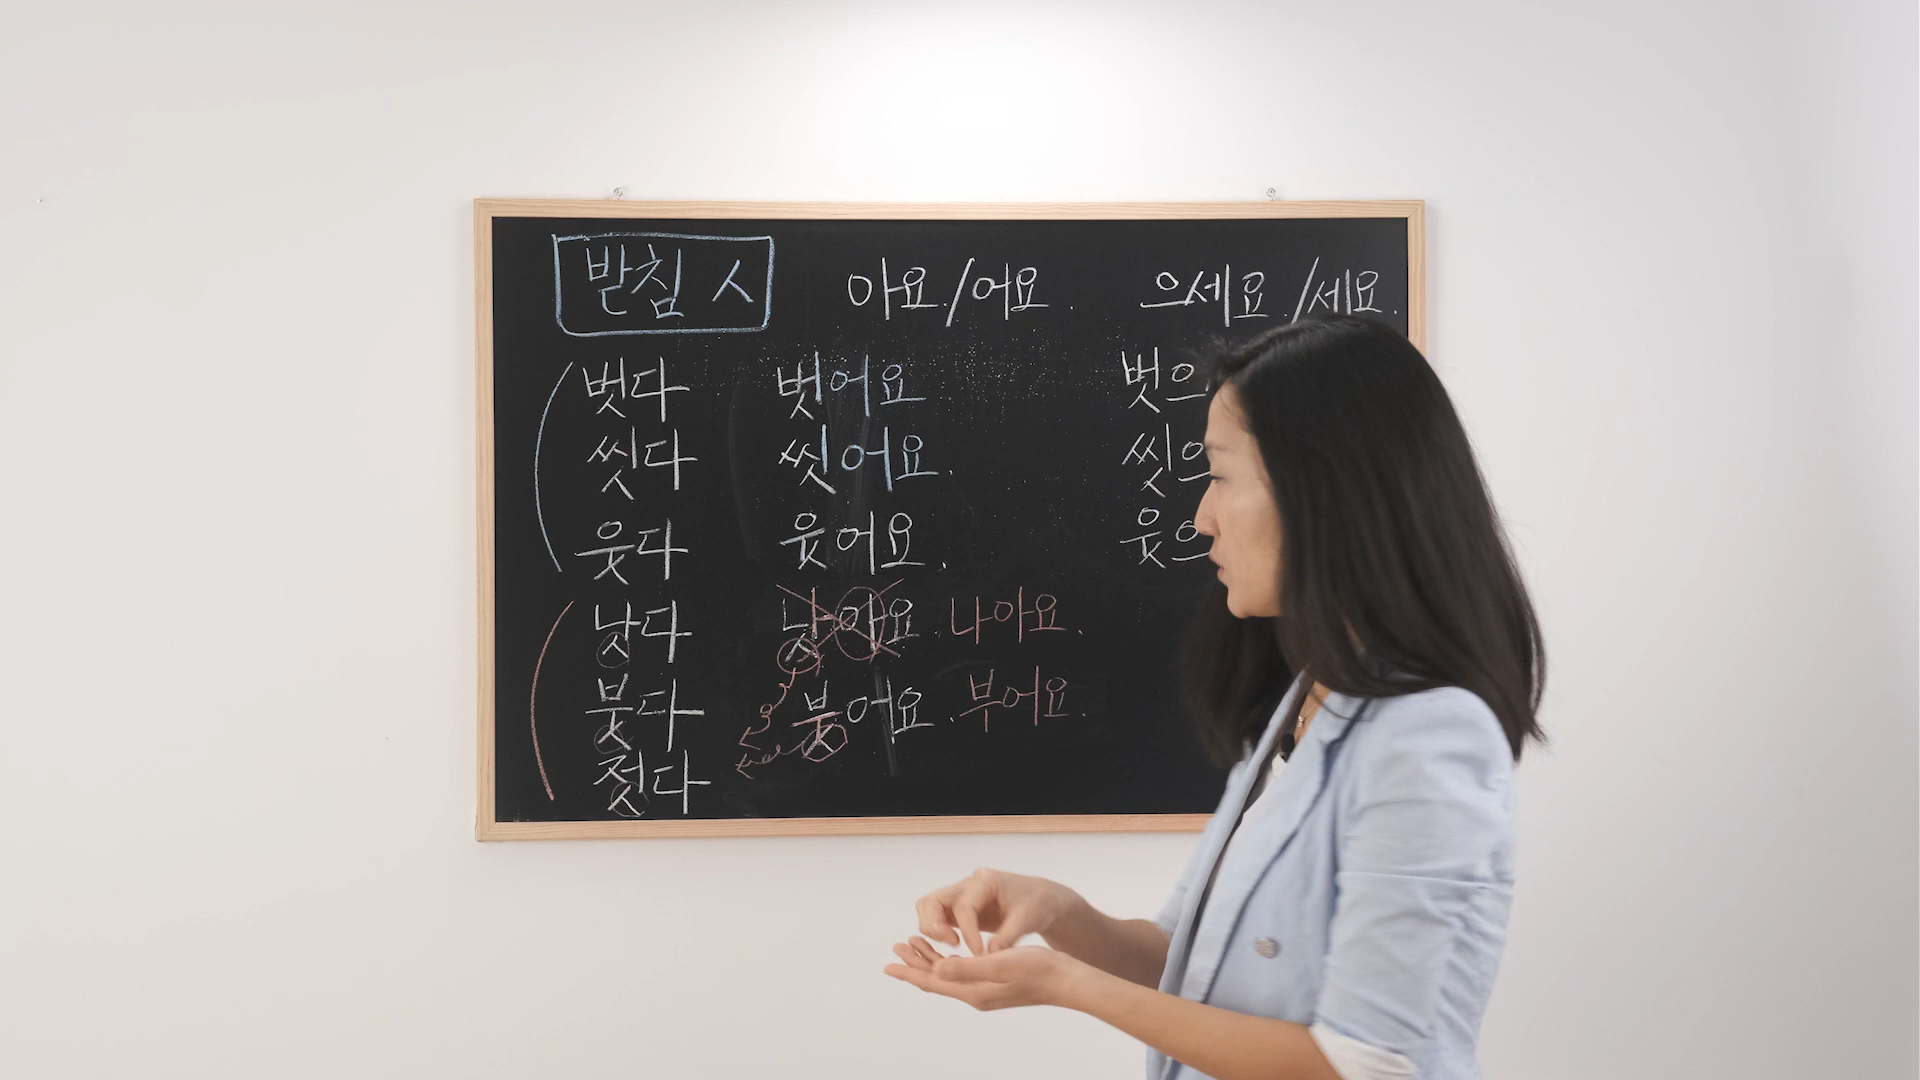 받침 ㅅ 아요./어요. 으세요./세요.
벗다 벗어요 벗으
씻다 씻어요. 씻으
웃다 웃어요. 웃으
낫다 낫아요. 나아요.
붓다 붓어요. 부어요.
젓다